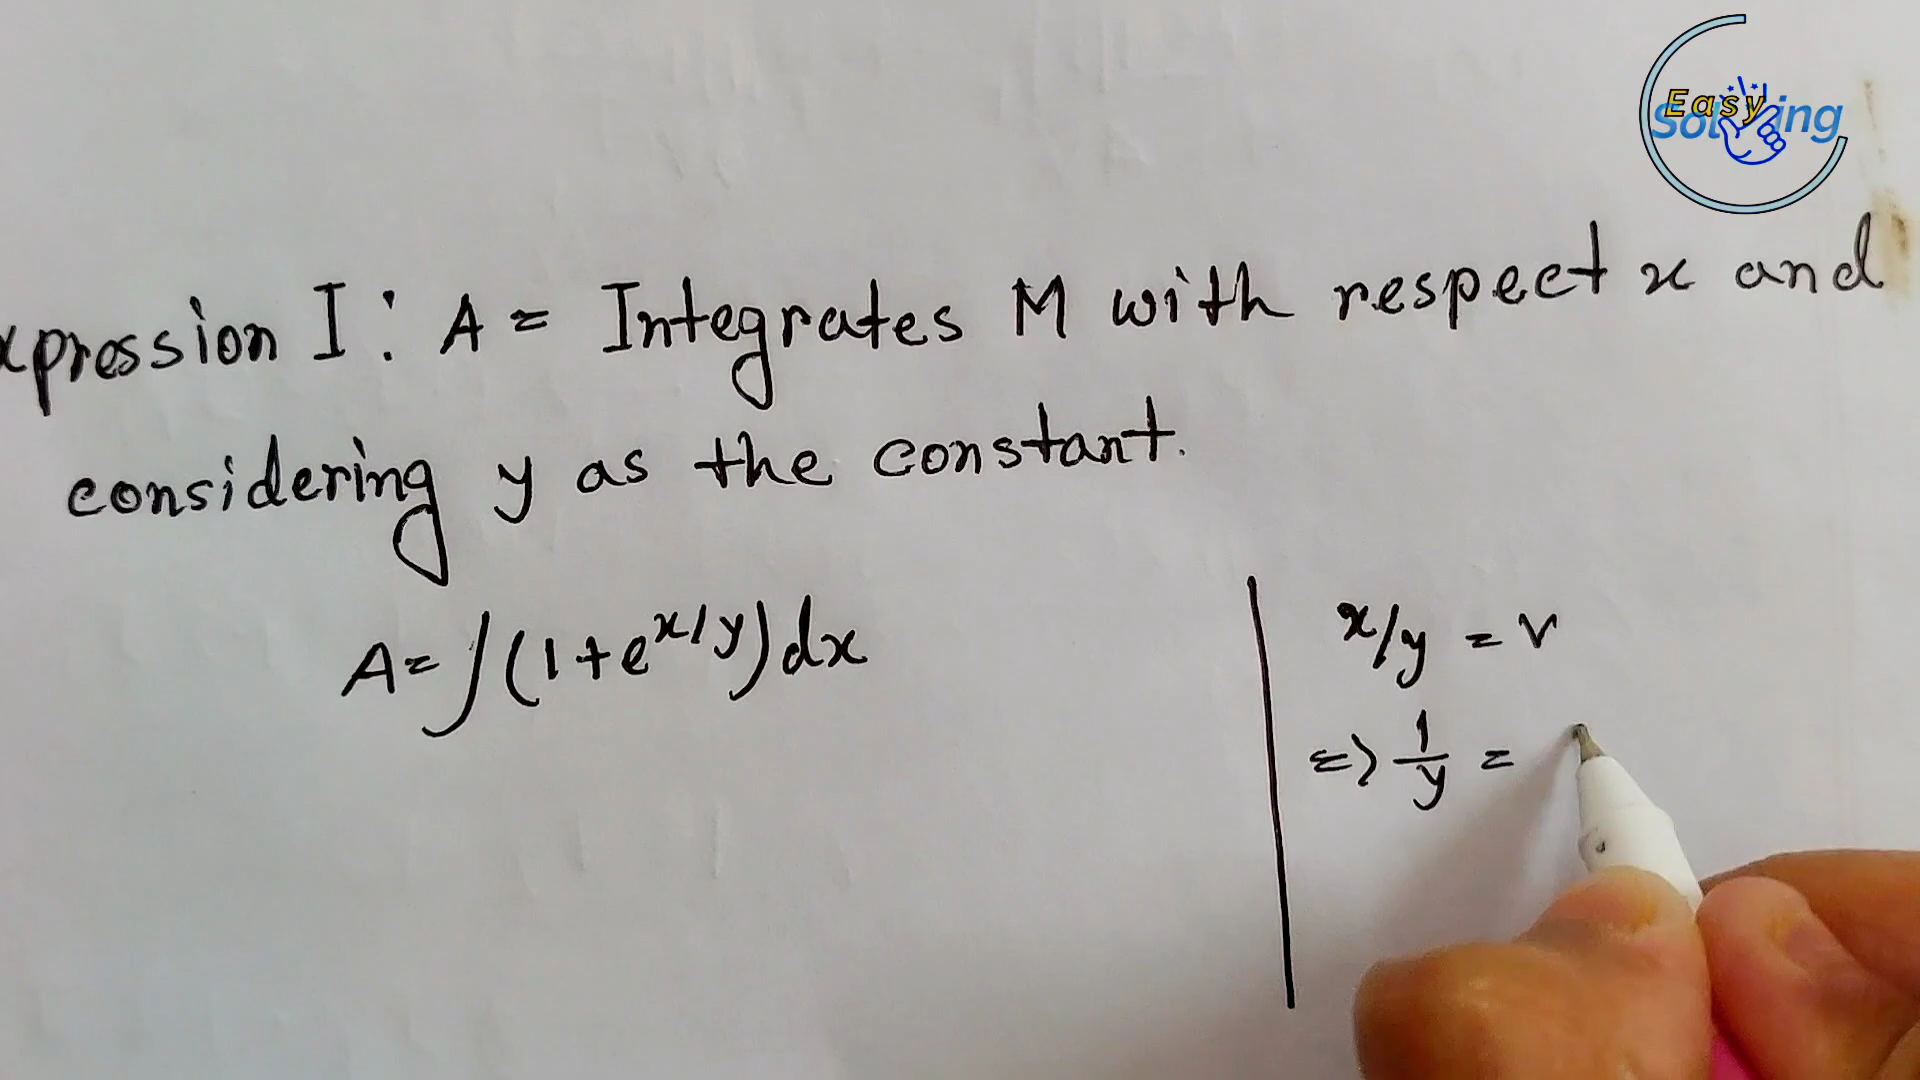 Easy
Solving
xpression I: A = Integrates M with respect x and
considering y as the constant.
A = ∫(1+e^{x/y})dx
x/y = v
=> 1/y =